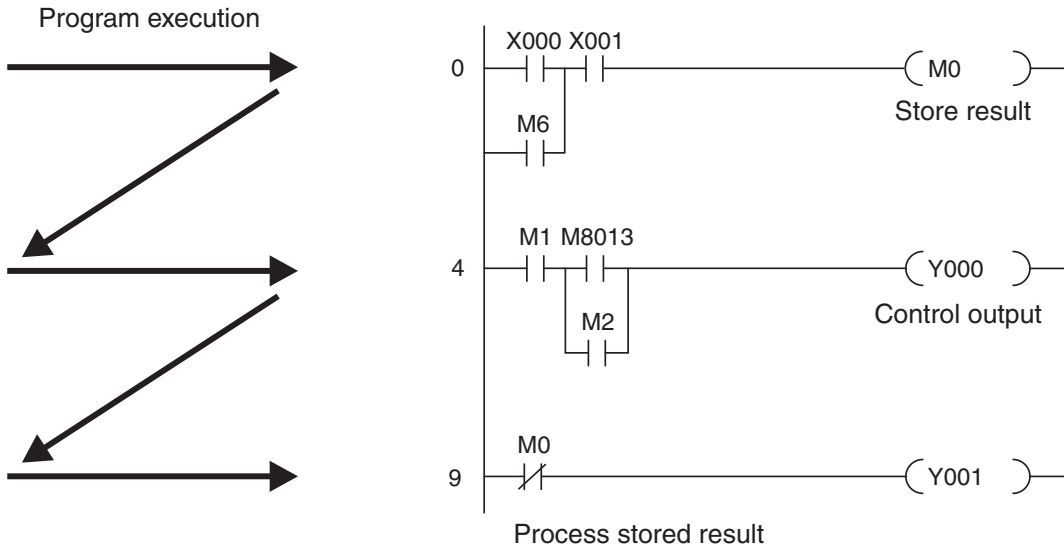 Program execution
X000 X001
0
M0
Store result
M6
M1 M8013
4
Y000
Control output
M2
M0
9
Y001
Process stored result